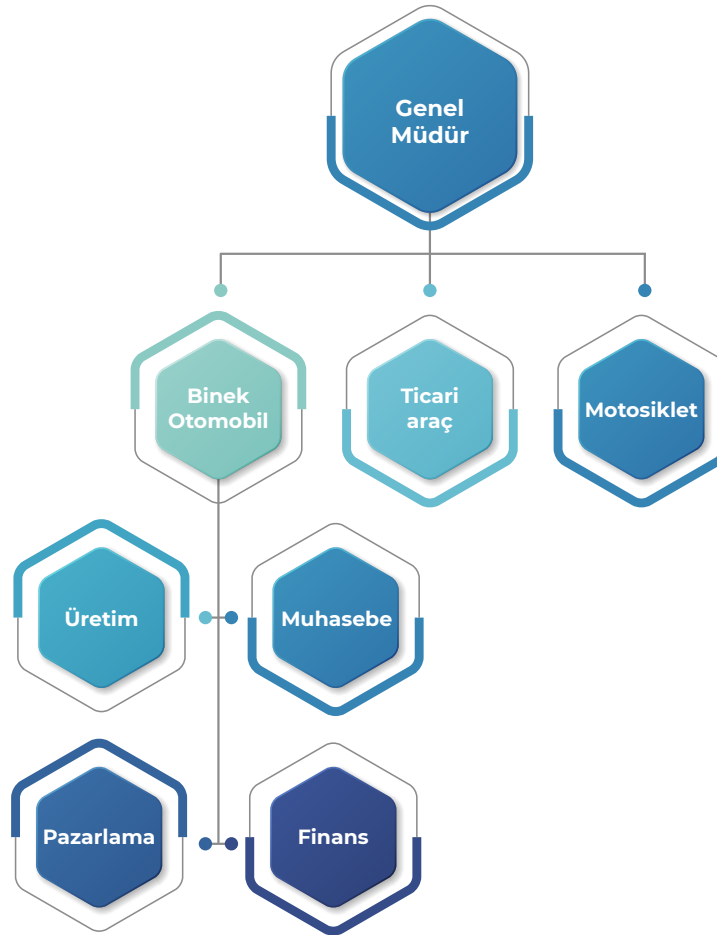 Genel
Müdür
Binek
Otomobil
Ticari
araç
Motosiklet
Üretim
Muhasebe
Pazarlama
Finans